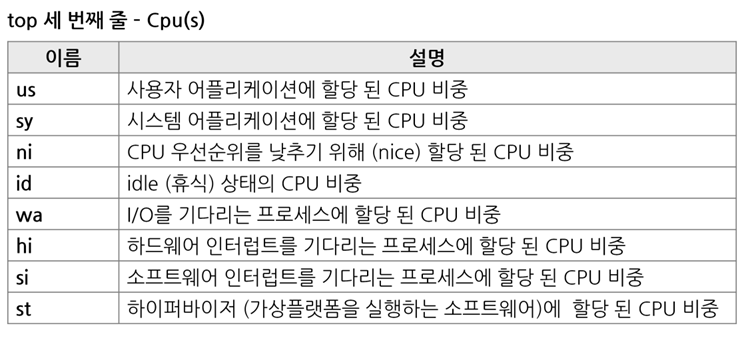 top 세 번째 줄 - Cpu(s)
이름 설명
us 사용자 어플리케이션에 할당 된 CPU 비중
sy 시스템 어플리케이션에 할당 된 CPU 비중
ni CPU 우선순위를 낮추기 위해 (nice) 할당 된 CPU 비중
id idle (휴식) 상태의 CPU 비중
wa I/O를 기다리는 프로세스에 할당 된 CPU 비중
hi 하드웨어 인터럽트를 기다리는 프로세스에 할당 된 CPU 비중
si 소프트웨어 인터럽트를 기다리는 프로세스에 할당 된 CPU 비중
st 하이퍼바이저 (가상플랫폼을 실행하는 소프트웨어)에 할당 된 CPU 비중